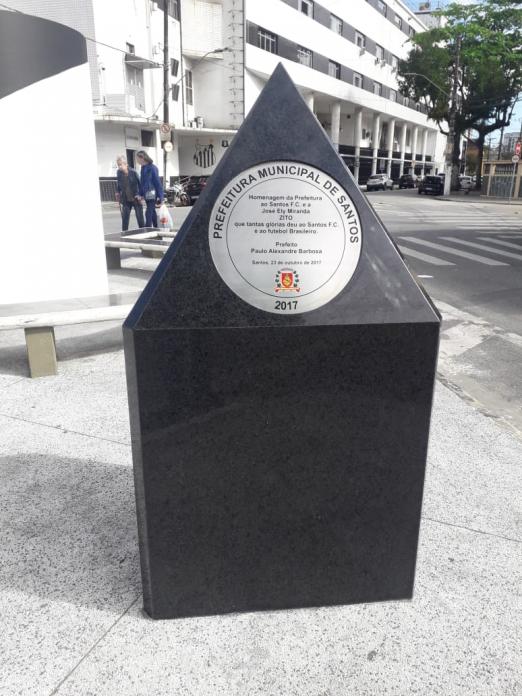 PREFEITURA MUNICIPAL DE SANTOS
Homenagem da Prefeitura
ao Santos F.C. e a
José Ely Miranda
ZITO
que tantas glórias deu ao Santos F.C.
e ao futebol Brasileiro.
Prefeito
Paulo Alexandre Barbosa
Santos, 23 de outubro de 2017
2017